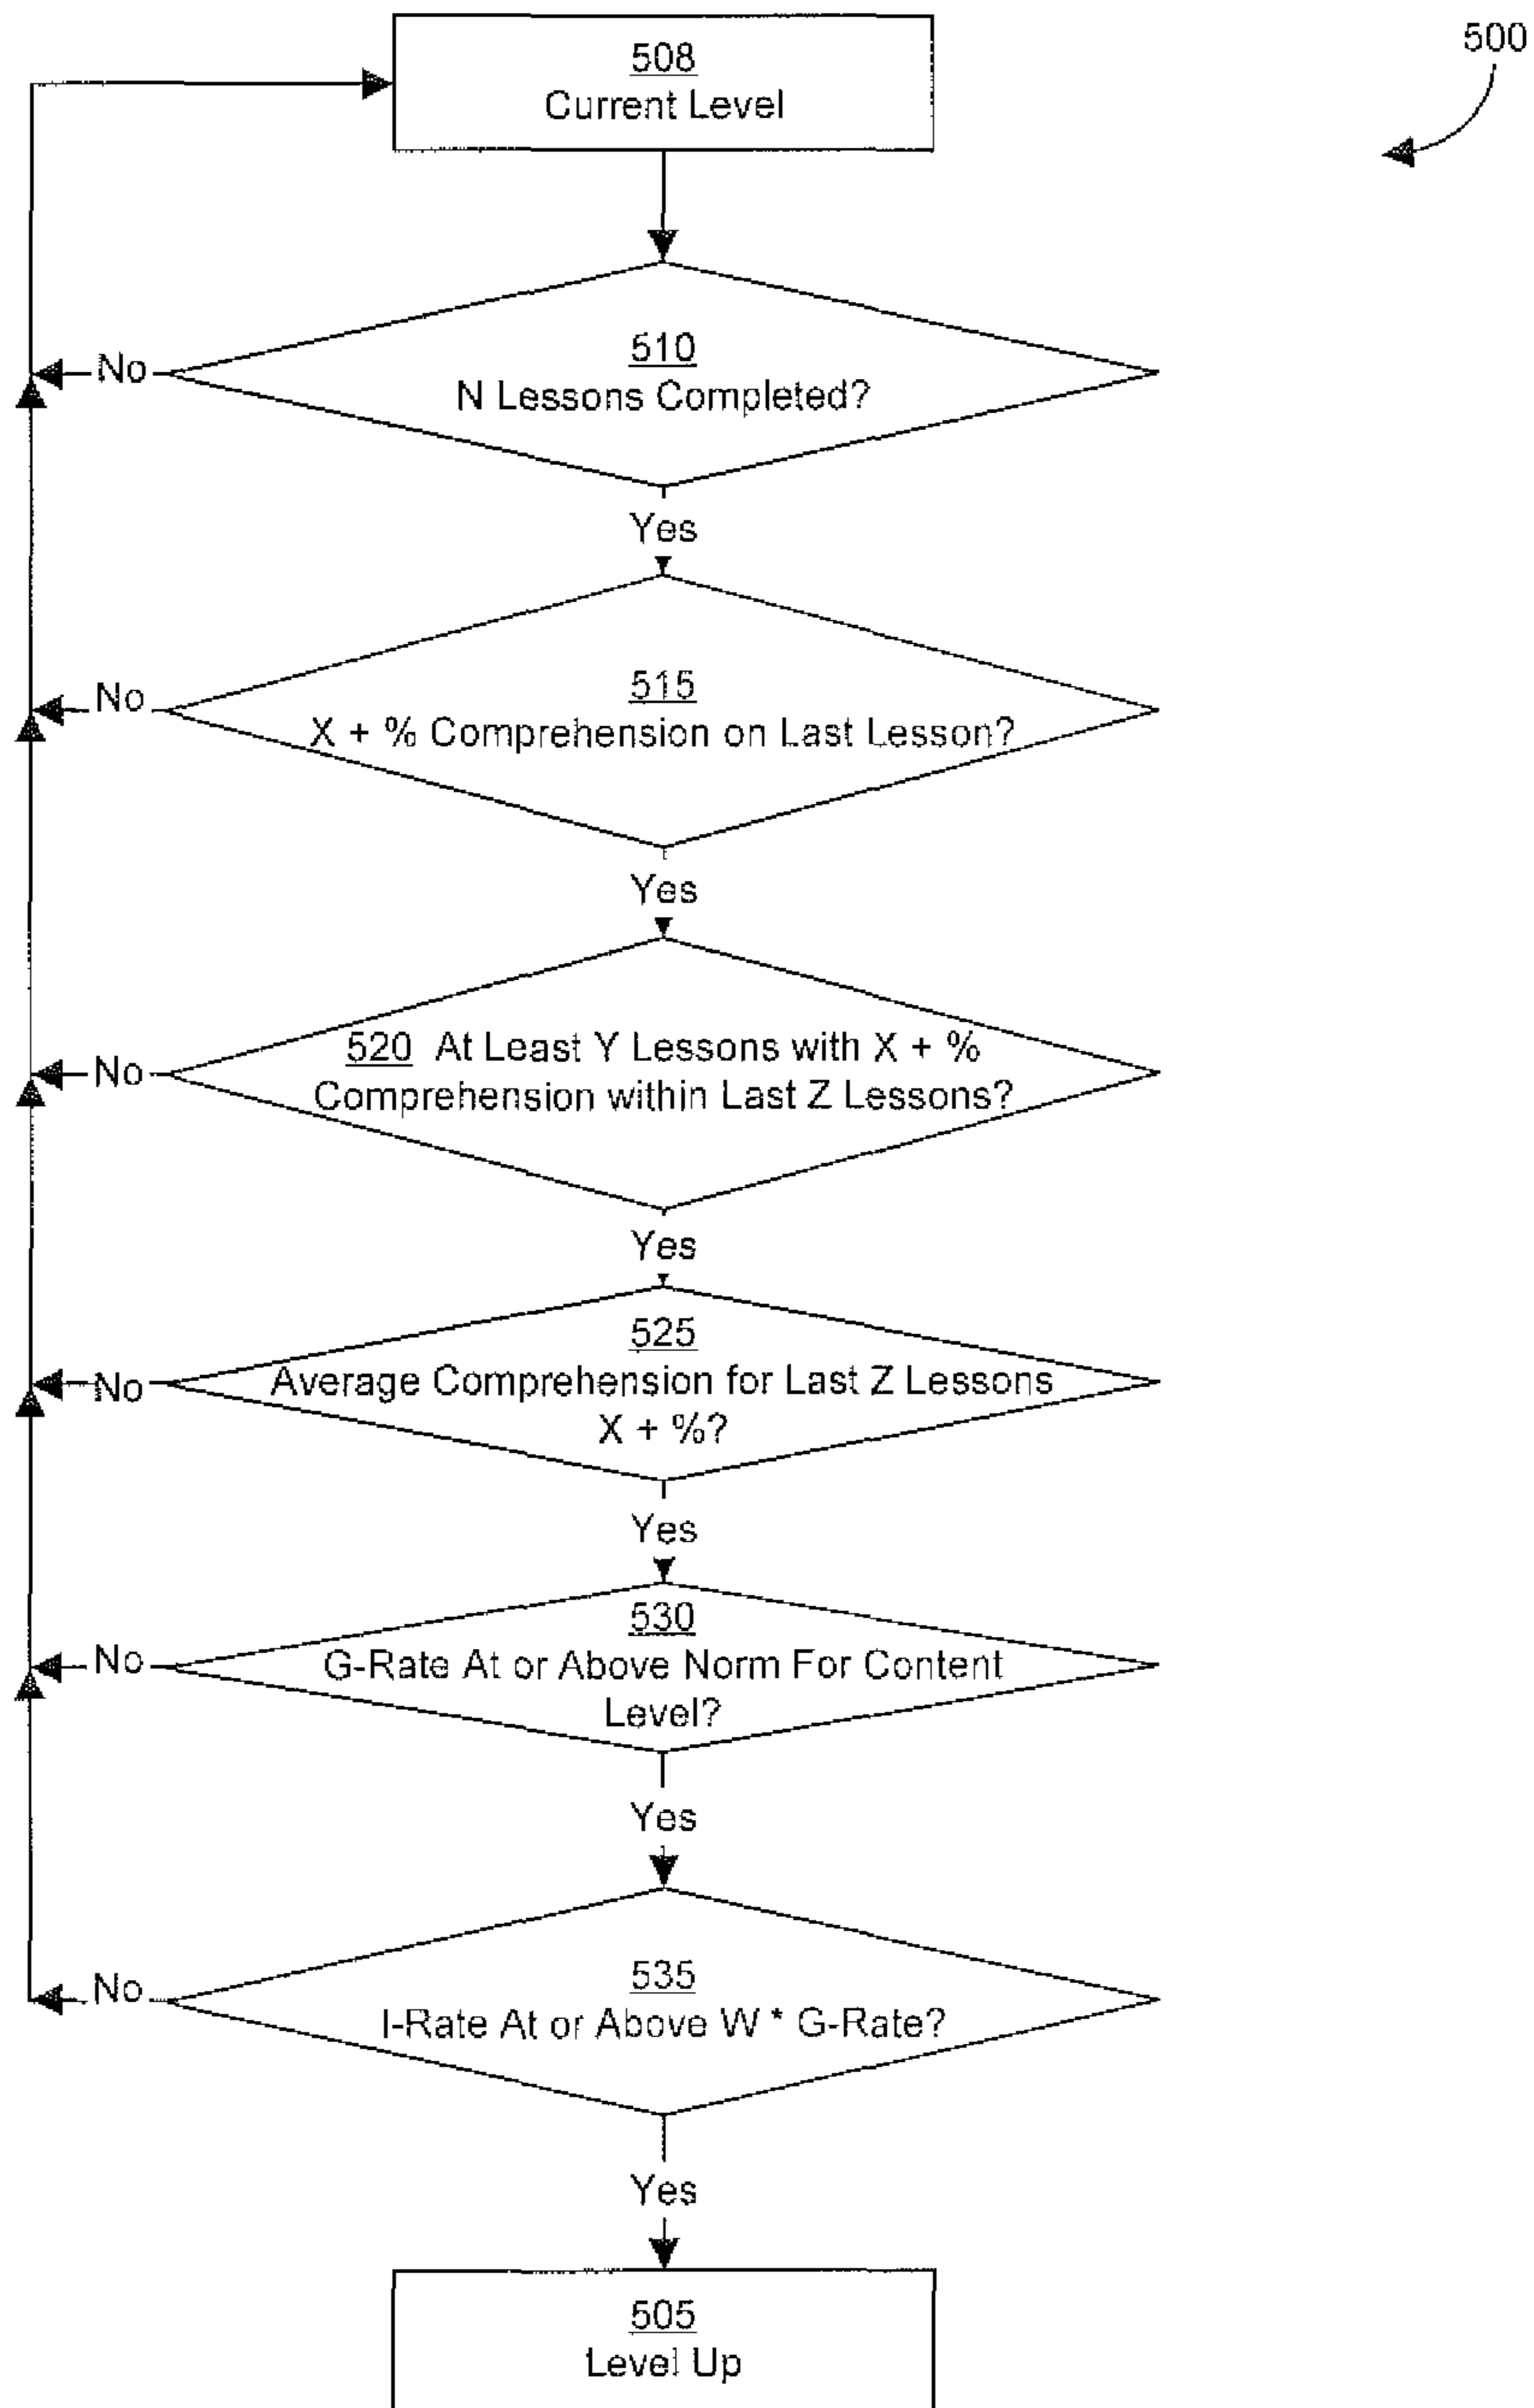 500
508
Current Level
510
N Lessons Completed?
No
Yes
515
X + % Comprehension on Last Lesson?
No
Yes
520 At Least Y Lessons with X + %
Comprehension within Last Z Lessons?
No
Yes
525
Average Comprehension for Last Z Lessons
X + %?
No
Yes
530
G-Rate At or Above Norm For Content
Level?
No
Yes
535
I-Rate At or Above W * G-Rate?
No
Yes
505
Level Up